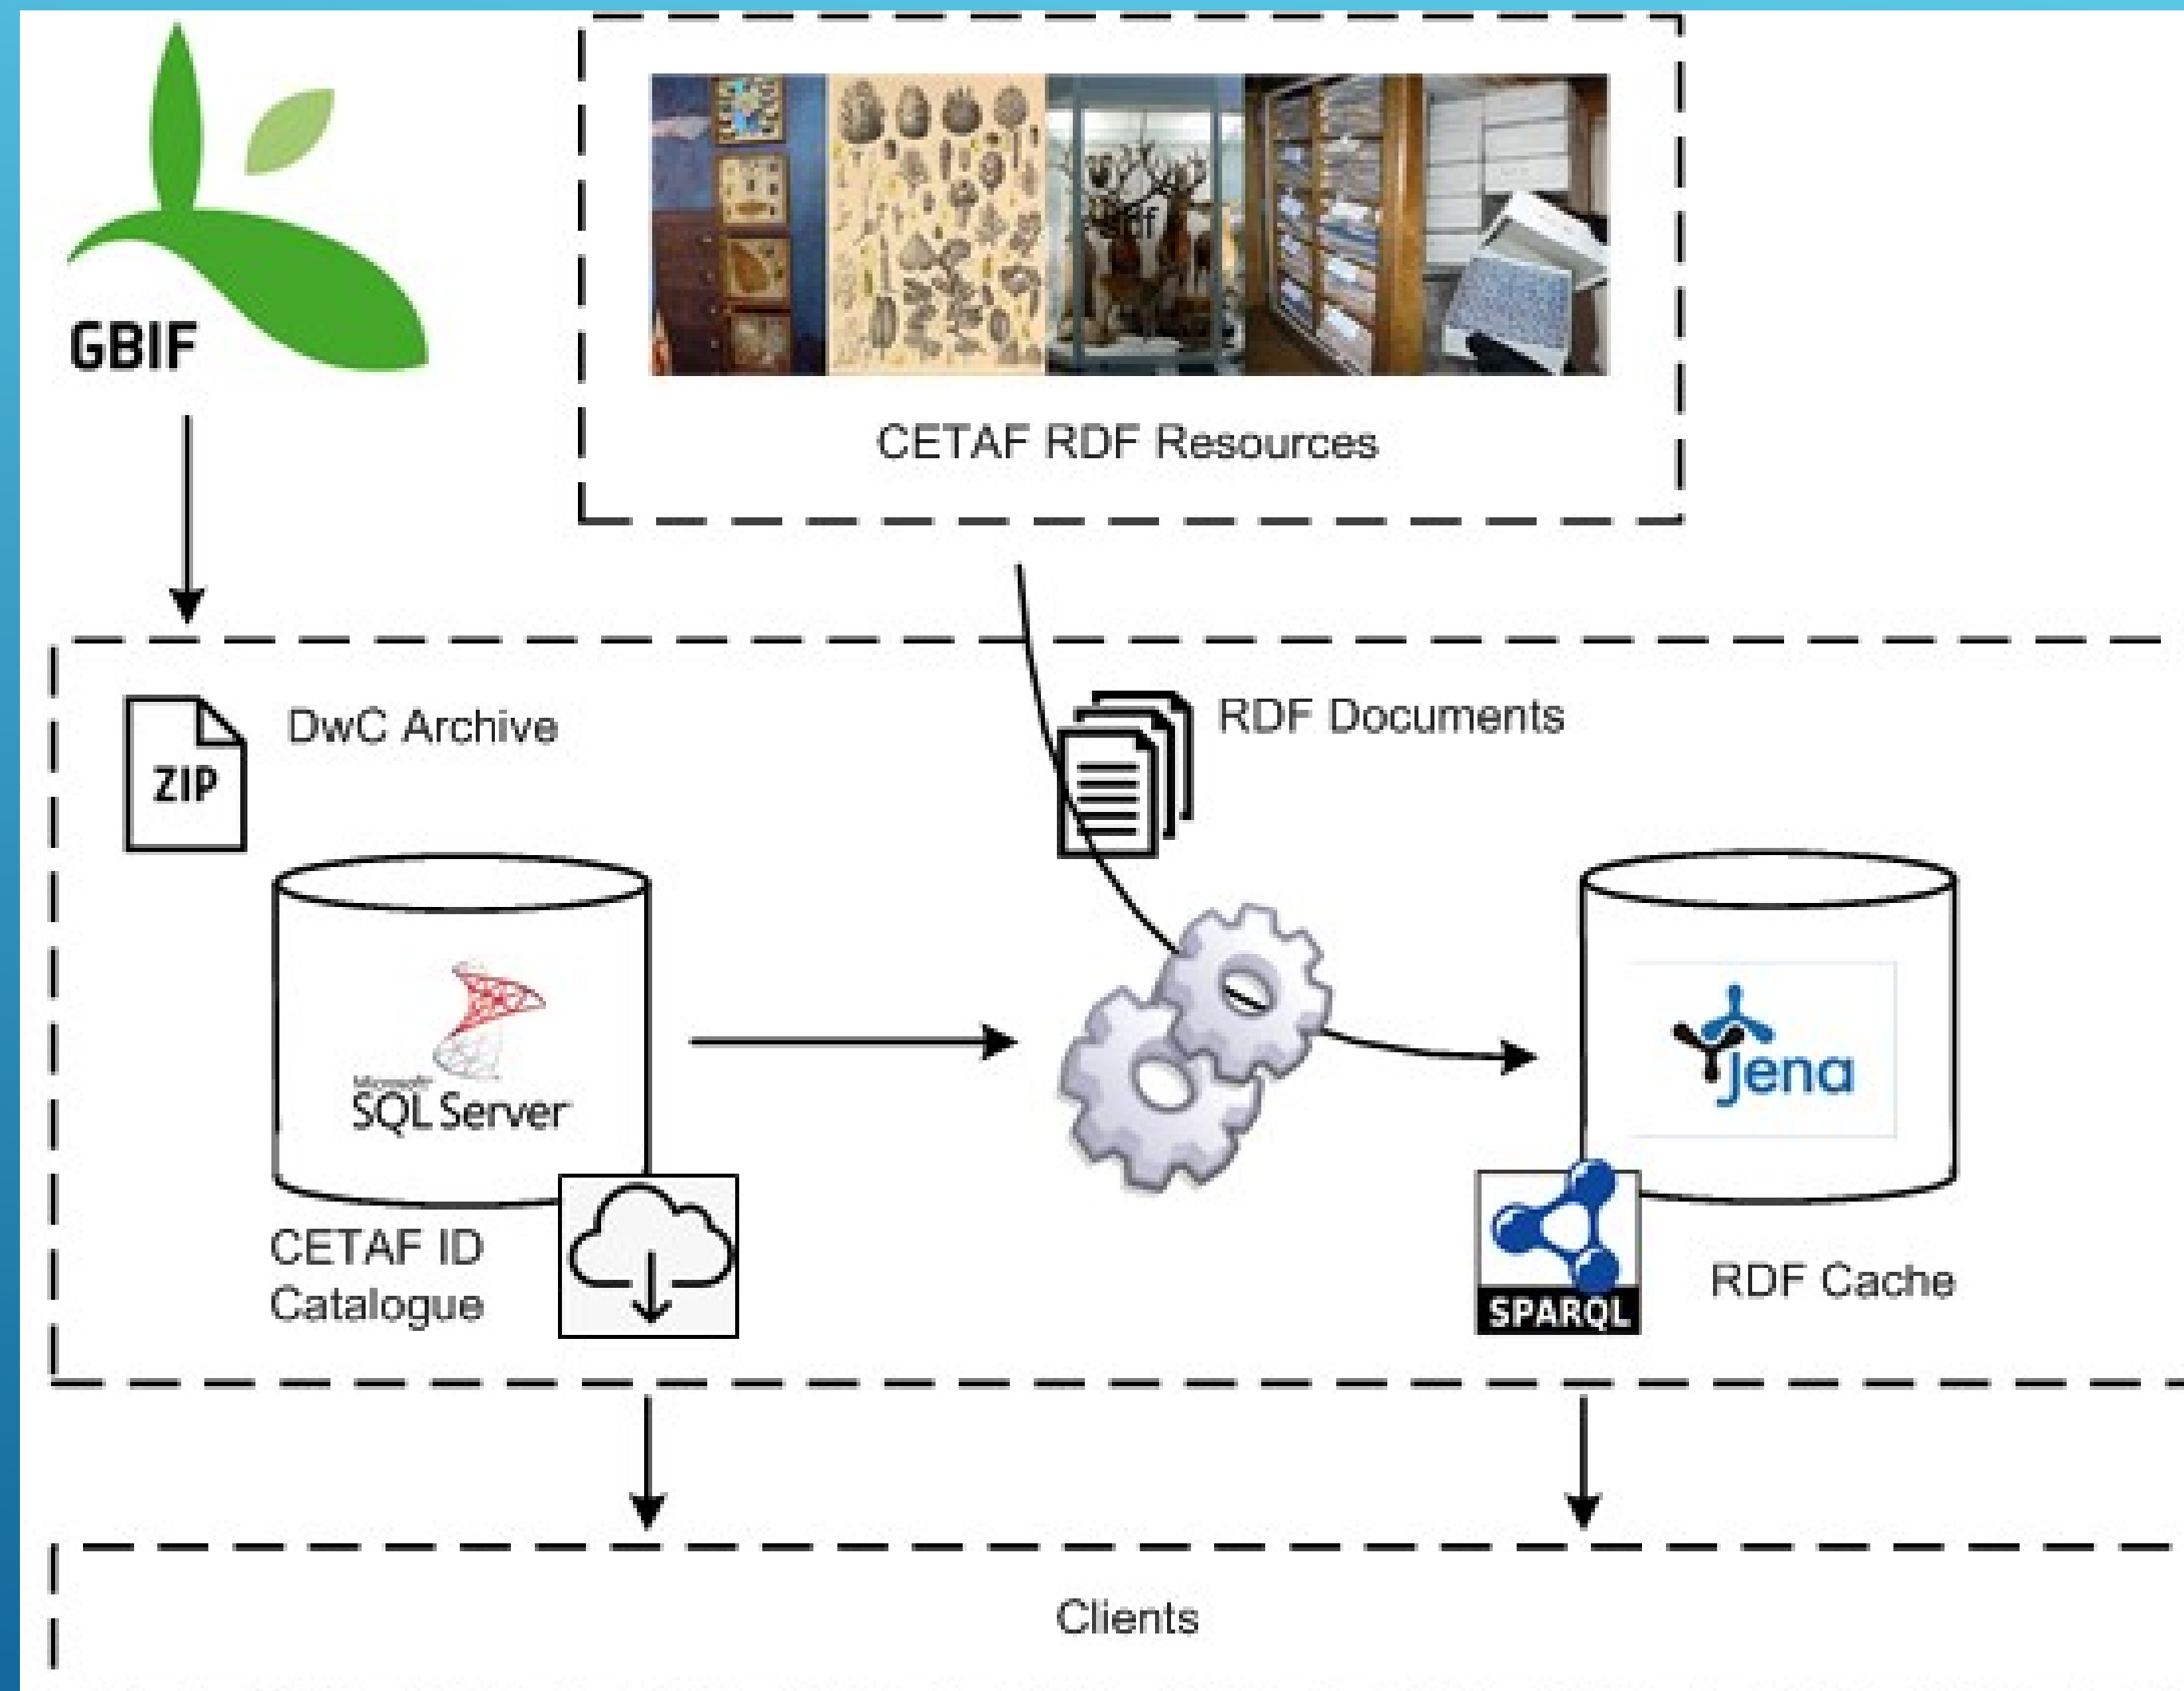 GBIF
CETAF RDF Resources
DwC Archive
ZIP
RDF Documents
Microsoft
SQL Server
Jena
CETAF ID
Catalogue
SPARQL
RDF Cache
Clients